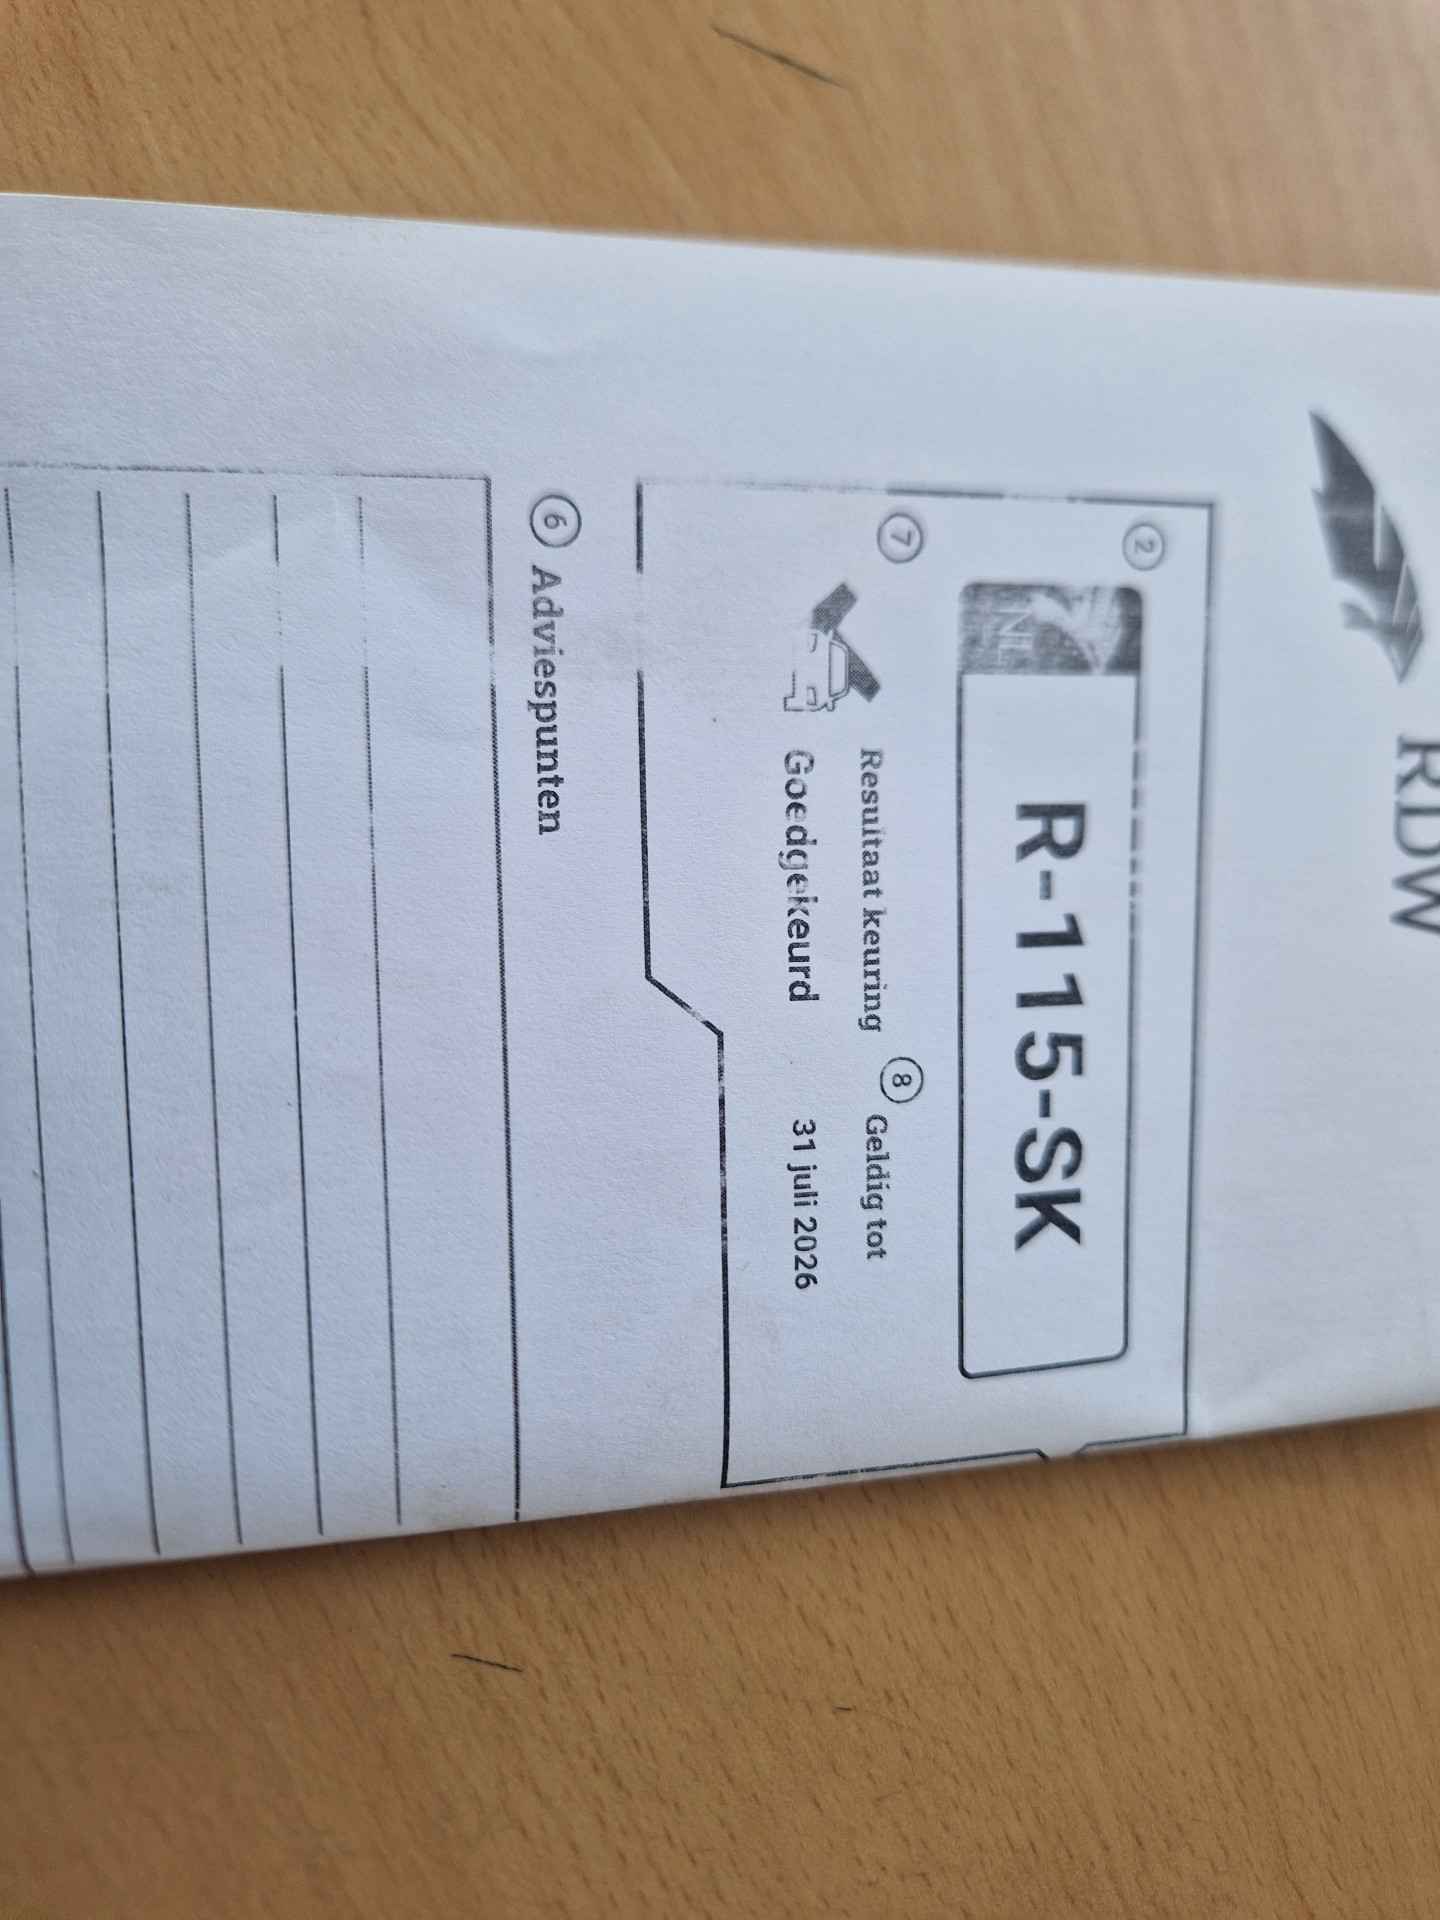 RDW
2
NL
R-115-SK
7 Resultaat keuring
8 Geldig tot
Goedgekeurd
31 juli 2026
6 Adviespunten